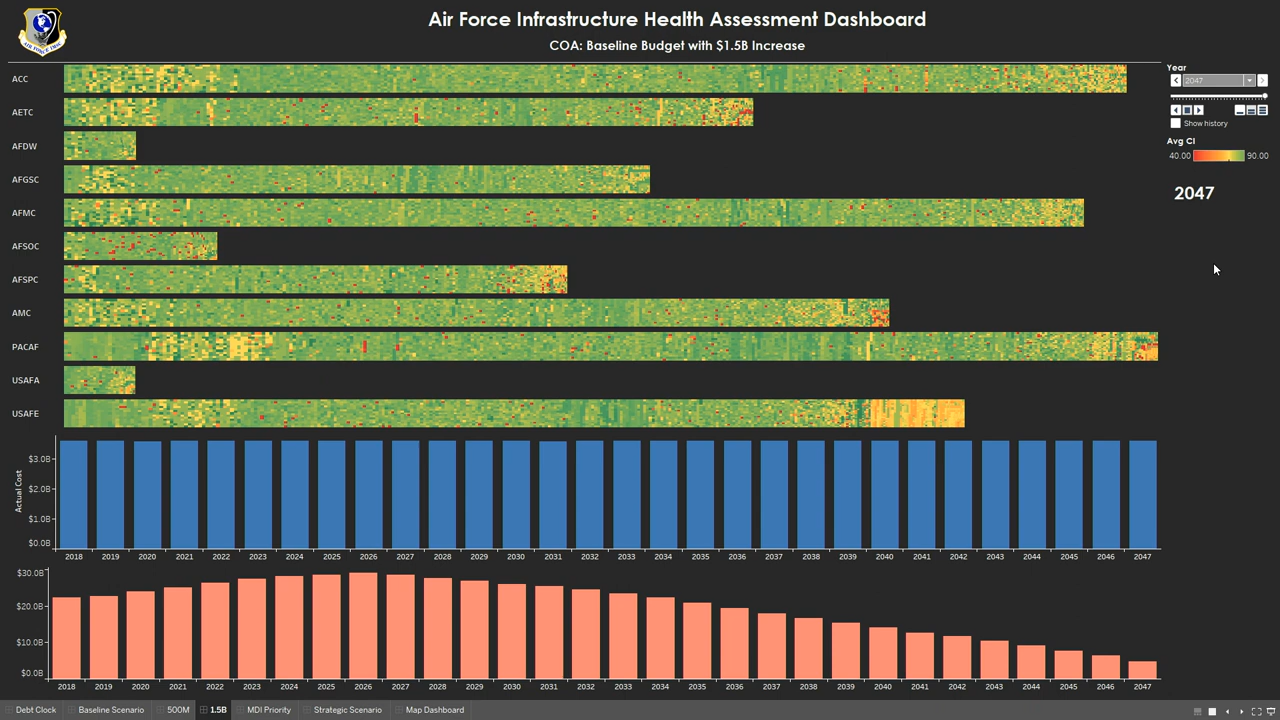 Air Force Infrastructure Health Assessment Dashboard
COA: Baseline Budget with $1.5B Increase
AIR FORCE IMSC
Year
2047
Show history
Avg CI
40.00 90.00
2047
ACC
AETC
AFDW
AFGSC
AFMC
AFSOC
AFSPC
AMC
PACAF
USAFA
USAFE
Actual Cost
$3.0B
$2.0B
$1.0B
$0.0B
2018 2019 2020 2021 2022 2023 2024 2025 2026 2027 2028 2029 2030 2031 2032 2033 2034 2035 2036 2037 2038 2039 2040 2041 2042 2043 2044 2045 2046 2047
$30.0B
$20.0B
$10.0B
$0.0B
2018 2019 2020 2021 2022 2023 2024 2025 2026 2027 2028 2029 2030 2031 2032 2033 2034 2035 2036 2037 2038 2039 2040 2041 2042 2043 2044 2045 2046 2047
Debt Clock Baseline Scenario 500M 1.5B MDI Priority Strategic Scenario Map Dashboard